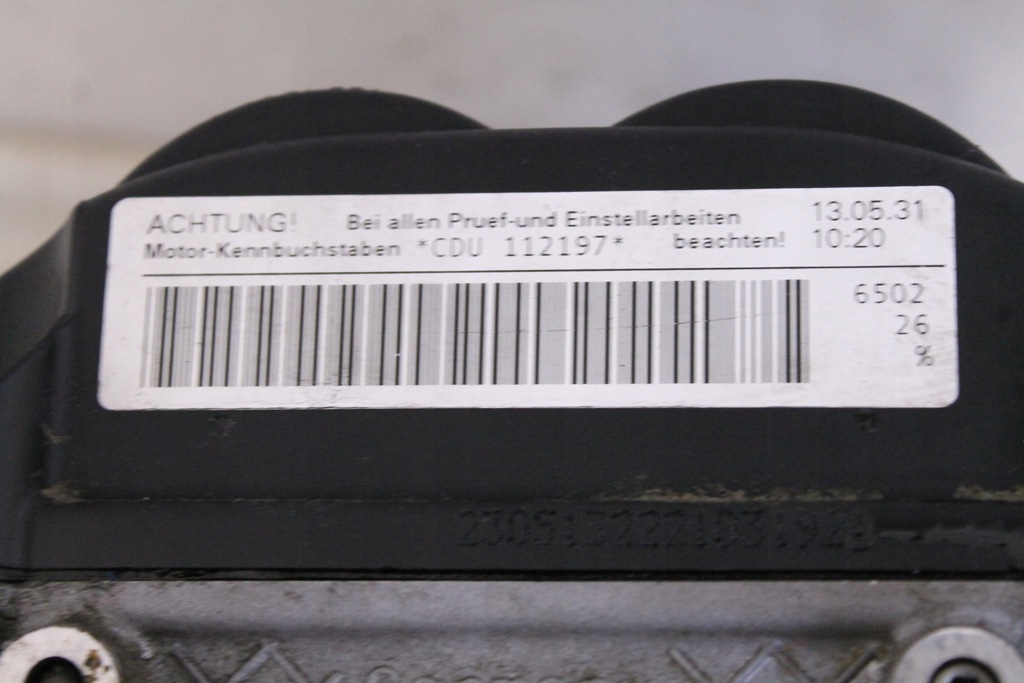 ACHTUNG! Bei allen Pruef-und Einstellarbeiten 13.05.31
Motor-Kennbuchstaben *CDU 112197* beachten! 10:20
6502
26
%